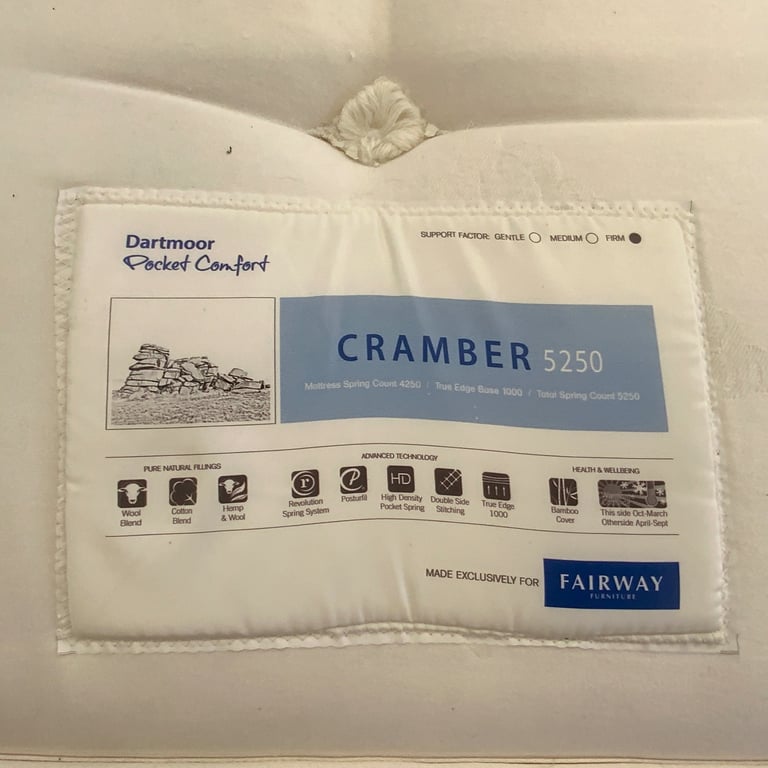 Dartmoor
Pocket Comfort
SUPPORT FACTOR: GENTLE MEDIUM FIRM
CRAMBER 5250
Mattress Spring Count 4250 / True Edge Base 1000 / Total Spring Count 5250
PURE NATURAL FILLINGS
Wool
Blend
Cotton
Blend
Hemp
& Wool
ADVANCED TECHNOLOGY
r
Revolution
Spring System
P
Posturfil
HD
High Density
Pocket Spring
Double Side
Stitching
True Edge
1000
HEALTH & WELLBEING
Bamboo
Cover
This side Oct-March
Otherside April-Sept
MADE EXCLUSIVELY FOR
FAIRWAY
FURNITURE